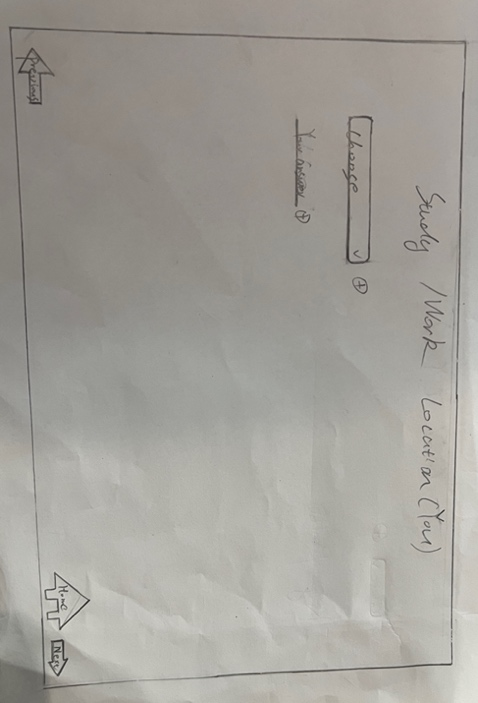 Study /Work Location (You)
Change
Your answer
Previous
Home
Next